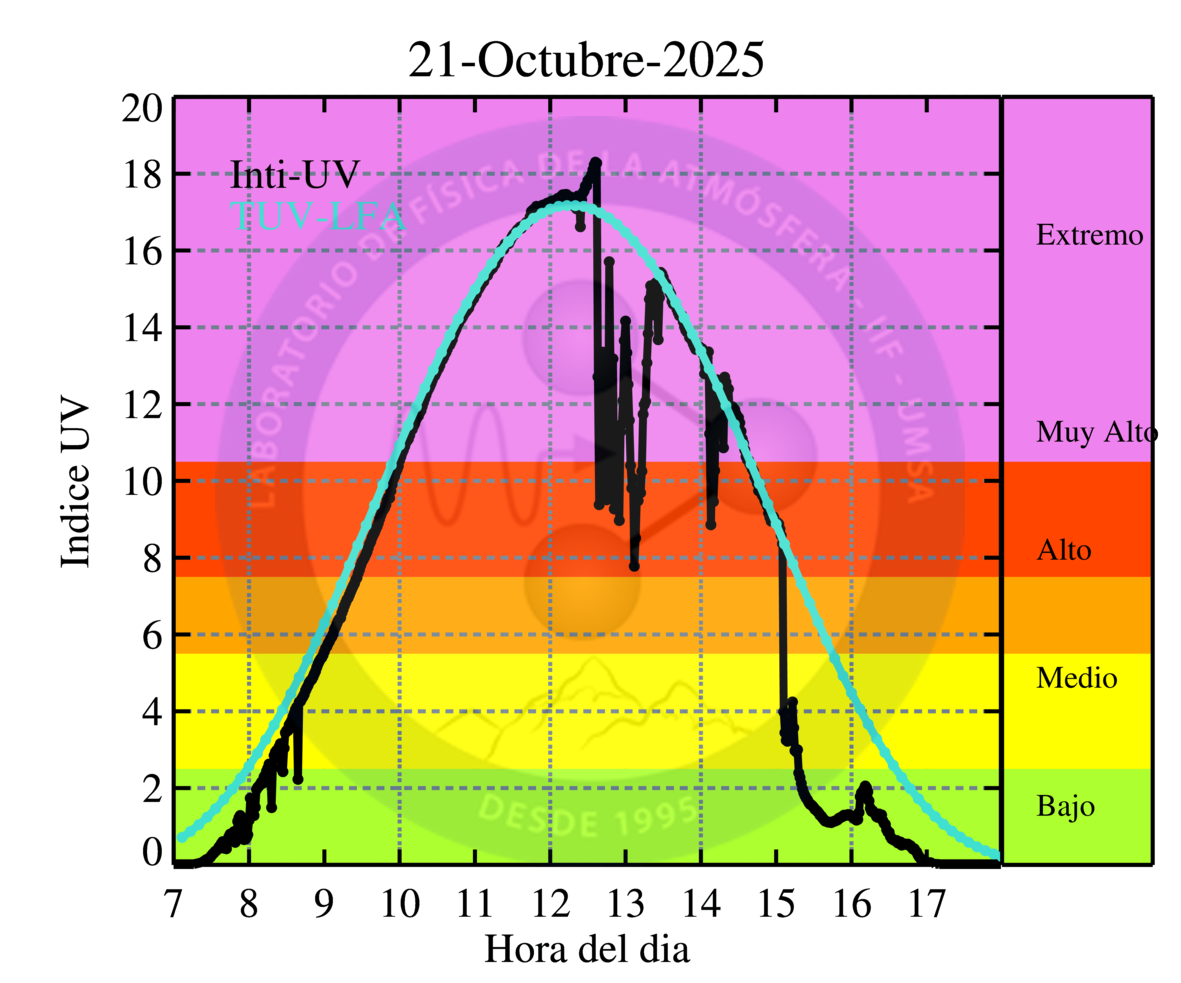 21-Octubre-2025
Inti-UV
TUV-LFA
LABORATORIO DE FÍSICA DE LA ATMÓSFERA - IIF - UMSA
DESDE 1995
20
18
16
14
12
10
8
6
4
2
0
Indice UV
Extremo
Muy Alto
Alto
Medio
Bajo
7 8 9 10 11 12 13 14 15 16 17
Hora del dia